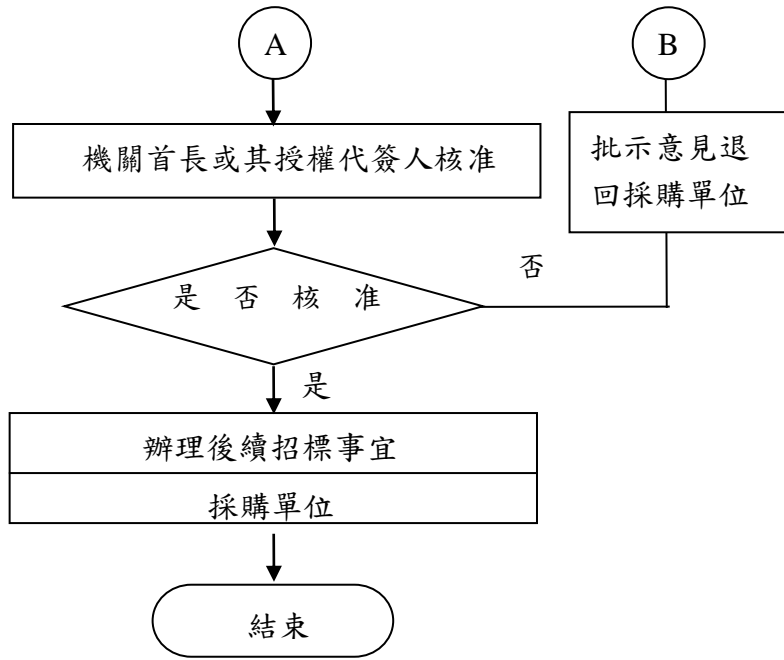 A
B
機關首長或其授權代簽人核准
批示意見退
回採購單位
是否核准
否
是
辦理後續招標事宜
採購單位
結束